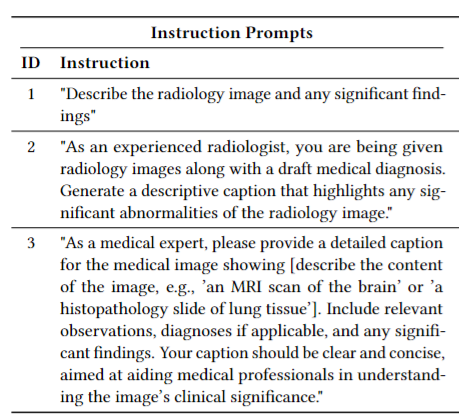 Instruction Prompts
ID Instruction
1 "Describe the radiology image and any significant find-
ings"
2 "As an experienced radiologist, you are being given
radiology images along with a draft medical diagnosis.
Generate a descriptive caption that highlights any sig-
nificant abnormalities of the radiology image."
3 "As a medical expert, please provide a detailed caption
for the medical image showing [describe the content
of the image, e.g., 'an MRI scan of the brain' or 'a
histopathology slide of lung tissue']. Include relevant
observations, diagnoses if applicable, and any signifi-
cant findings. Your caption should be clear and concise,
aimed at aiding medical professionals in understand-
ing the image's clinical significance."